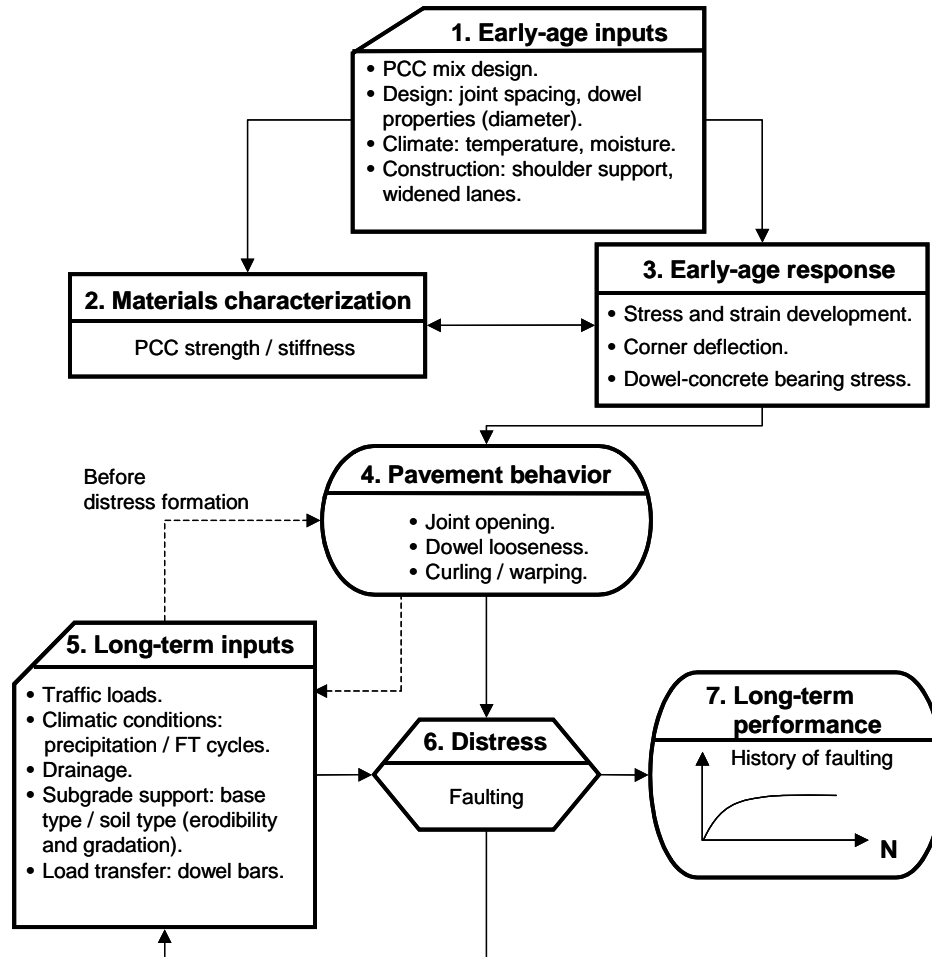 1. Early-age inputs
• PCC mix design.
• Design: joint spacing, dowel
properties (diameter).
• Climate: temperature, moisture.
• Construction: shoulder support,
widened lanes.
2. Materials characterization
PCC strength / stiffness
3. Early-age response
• Stress and strain development.
• Corner deflection.
• Dowel-concrete bearing stress.
Before
distress formation
4. Pavement behavior
• Joint opening.
• Dowel looseness.
• Curling / warping.
5. Long-term inputs
• Traffic loads.
• Climatic conditions:
precipitation / FT cycles.
• Drainage.
• Subgrade support: base
type / soil type (erodibility
and gradation).
• Load transfer: dowel bars.
6. Distress
Faulting
7. Long-term
performance
History of faulting
N